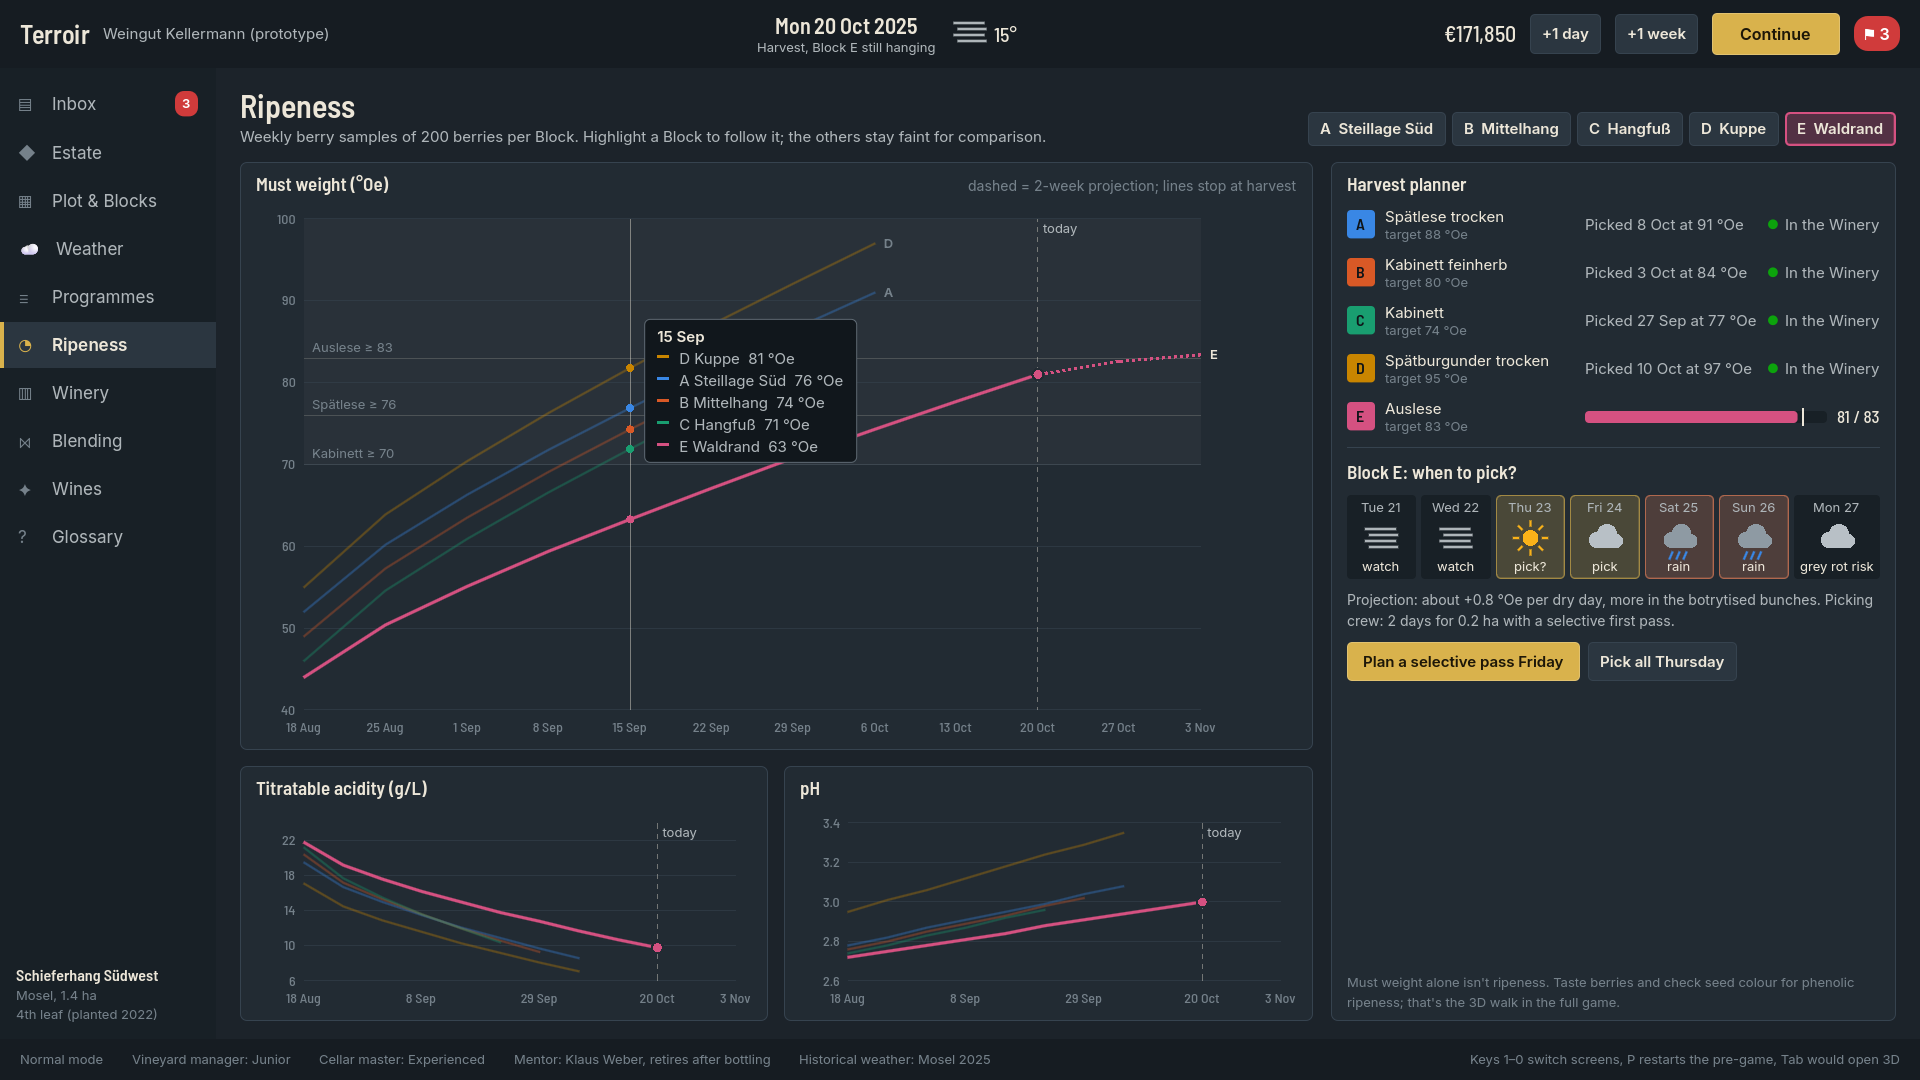 Terroir
Weingut Kellermann (prototype)
Mon 20 Oct 2025
Harvest, Block E still hanging
15°
€171,850
+1 day
+1 week
Continue
3
Inbox
3
Estate
Plot & Blocks
Weather
Programmes
Ripeness
Winery
Blending
Wines
? Glossary
Schieferhang Südwest
Mosel, 1.4 ha
4th leaf (planted 2022)
Ripeness
Weekly berry samples of 200 berries per Block. Highlight a Block to follow it; the others stay faint for comparison.
A Steillage Süd
B Mittelhang
C Hangfuß
D Kuppe
E Waldrand
Must weight (°Oe)
dashed = 2-week projection; lines stop at harvest
100
90
80
70
60
50
40
Auslese ≥ 83
Spätlese ≥ 76
Kabinett ≥ 70
today
D
A
E
15 Sep
D Kuppe 81 °Oe
A Steillage Süd 76 °Oe
B Mittelhang 74 °Oe
C Hangfuß 71 °Oe
E Waldrand 63 °Oe
18 Aug 25 Aug 1 Sep 8 Sep 15 Sep 22 Sep 29 Sep 6 Oct 13 Oct 20 Oct 27 Oct 3 Nov
Titratable acidity (g/L)
today
22
18
14
10
6
18 Aug 8 Sep 29 Sep 20 Oct 3 Nov
pH
today
3.4
3.2
3.0
2.8
2.6
18 Aug 8 Sep 29 Sep 20 Oct 3 Nov
Harvest planner
A Spätlese trocken
target 88 °Oe
Picked 8 Oct at 91 °Oe
In the Winery
B Kabinett feinherb
target 80 °Oe
Picked 3 Oct at 84 °Oe
In the Winery
C Kabinett
target 74 °Oe
Picked 27 Sep at 77 °Oe
In the Winery
D Spätburgunder trocken
target 95 °Oe
Picked 10 Oct at 97 °Oe
In the Winery
E Auslese
target 83 °Oe
81 / 83
Block E: when to pick?
Tue 21 Wed 22 Thu 23 Fri 24 Sat 25 Sun 26 Mon 27
watch watch pick? pick rain rain grey rot risk
Projection: about +0.8 °Oe per dry day, more in the botrytised bunches. Picking
crew: 2 days for 0.2 ha with a selective first pass.
Plan a selective pass Friday
Pick all Thursday
Must weight alone isn't ripeness. Taste berries and check seed colour for phenolic
ripeness; that's the 3D walk in the full game.
Normal mode
Vineyard manager: Junior
Cellar master: Experienced
Mentor: Klaus Weber, retires after bottling
Historical weather: Mosel 2025
Keys 1–0 switch screens, P restarts the pre-game, Tab would open 3D